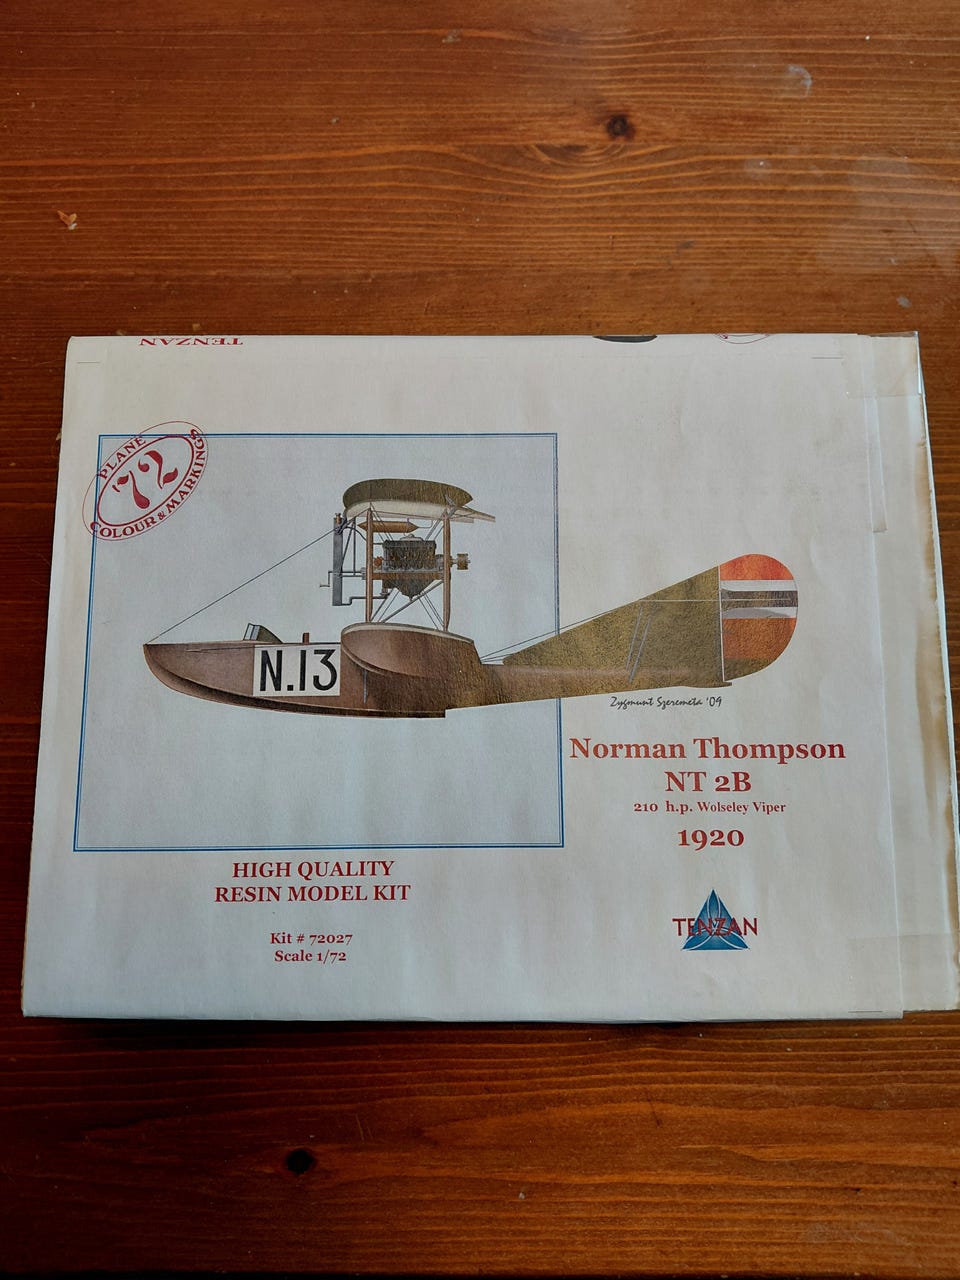 TENZAN
PLANE
'72
COLOUR & MARKINGS
N.13
Zygmunt Szeremeta '09
Norman Thompson
NT 2B
210 h.p. Wolseley Viper
1920
HIGH QUALITY
RESIN MODEL KIT
Kit # 72027
Scale 1/72
TENZAN